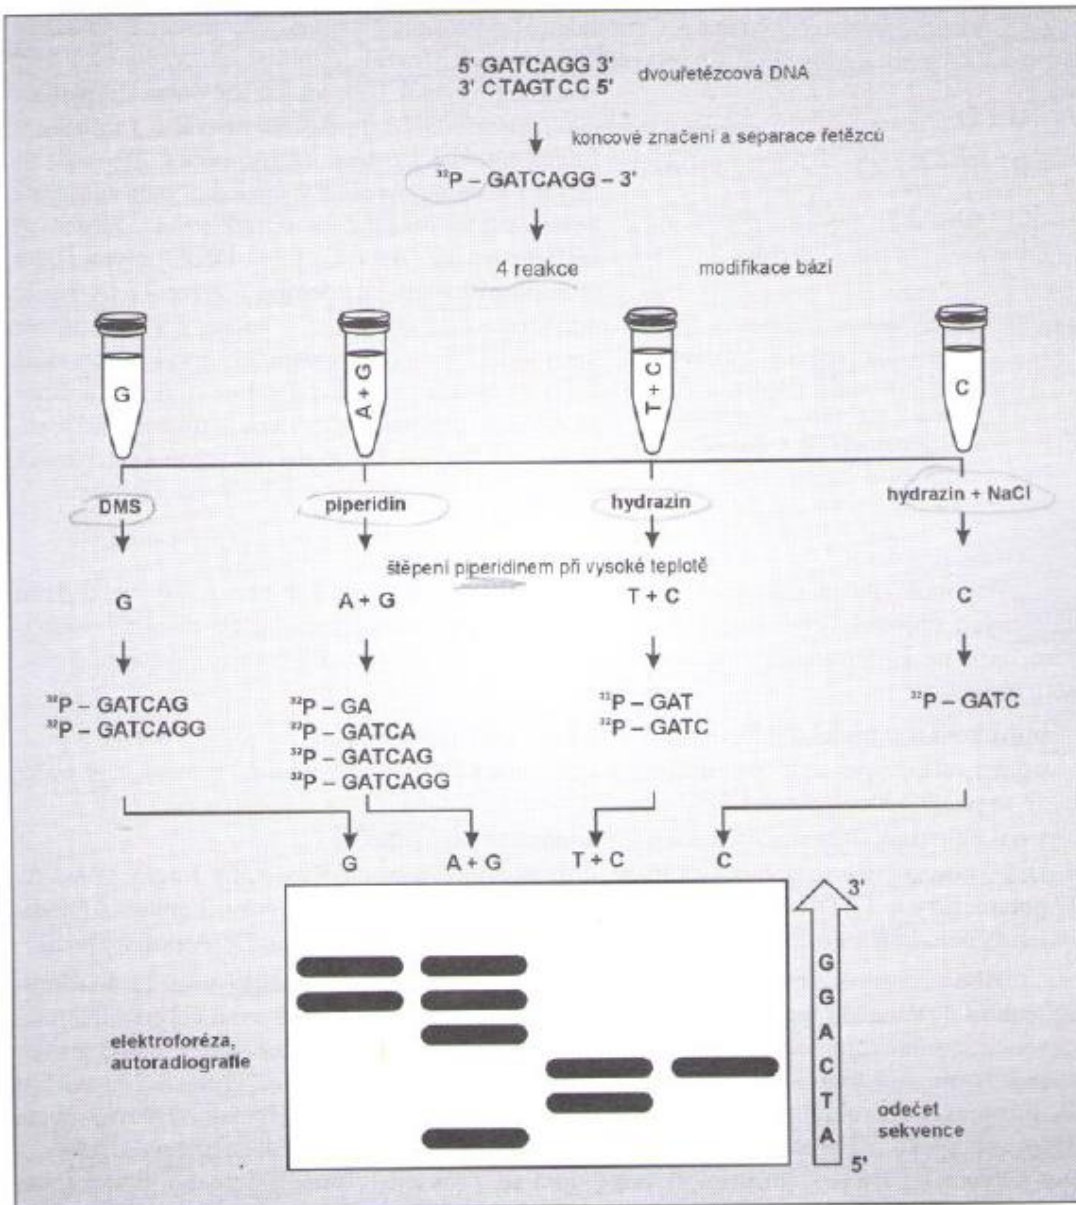 5' GATCAGG 3'
3' CTAGTCC 5'
dvouřetězcová DNA
koncové značení a separace řetězců
³²P – GATCAGG – 3'
4 reakce
modifikace bází
G
A + G
T + C
C
DMS
piperidin
hydrazin
hydrazin + NaCl
štěpení piperidinem při vysoké teplotě
G
A + G
T + C
C
³²P – GATCAG
³²P – GATCAGG
³²P – GA
³²P – GATCA
³²P – GATCAG
³²P – GATCAGG
³²P – GAT
³²P – GATC
³²P – GATC
G
A + G
T + C
C
elektroforéza,
autoradiografie
3'
G
G
A
C
T
A
5'
odečet
sekvence